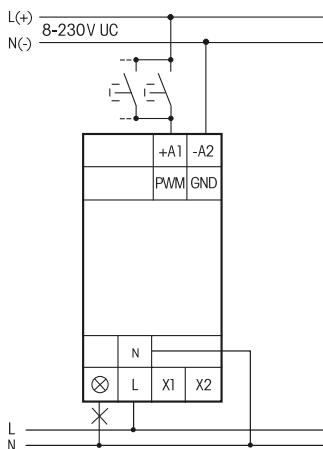 L(+)
8-230V UC
N(-)
+A1 -A2
PWM GND
N
L X1 X2
L
N